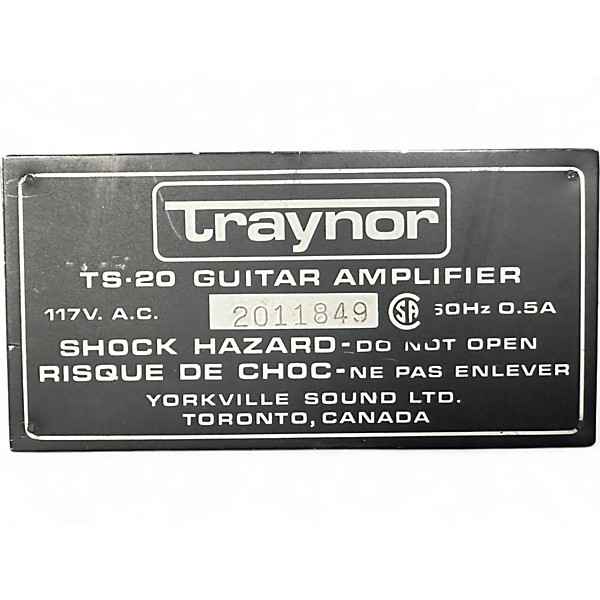 Traynor
TS-20 GUITAR AMPLIFIER
117V. A.C. 2011849 SA 60Hz 0.5A
SHOCK HAZARD-DO NOT OPEN
RISQUE DE CHOC-NE PAS ENLEVER
YORKVILLE SOUND LTD.
TORONTO, CANADA